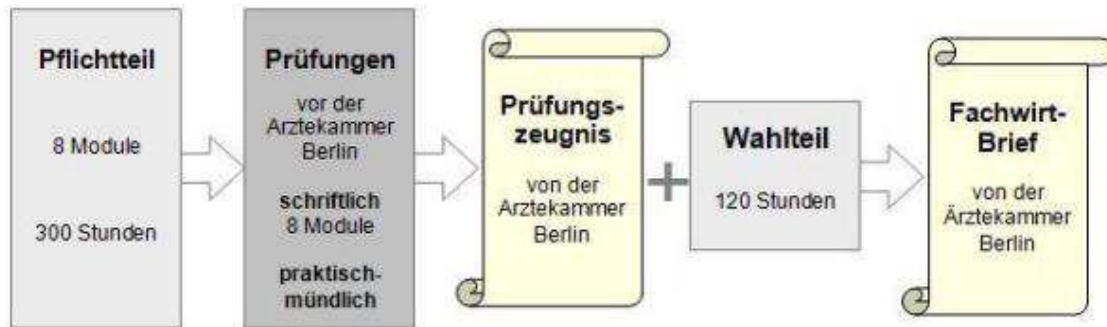 Pflichtteil
8 Module
300 Stunden
Prüfungen
vor der
Arztekammer
Berlin
schriftlich
8 Module
praktisch-
mündlich
Prüfungs-
zeugnis
von der
Arztekammer
Berlin
+
Wahlteil
120 Stunden
Fachwirt-
Brief
von der
Ärztekammer
Berlin